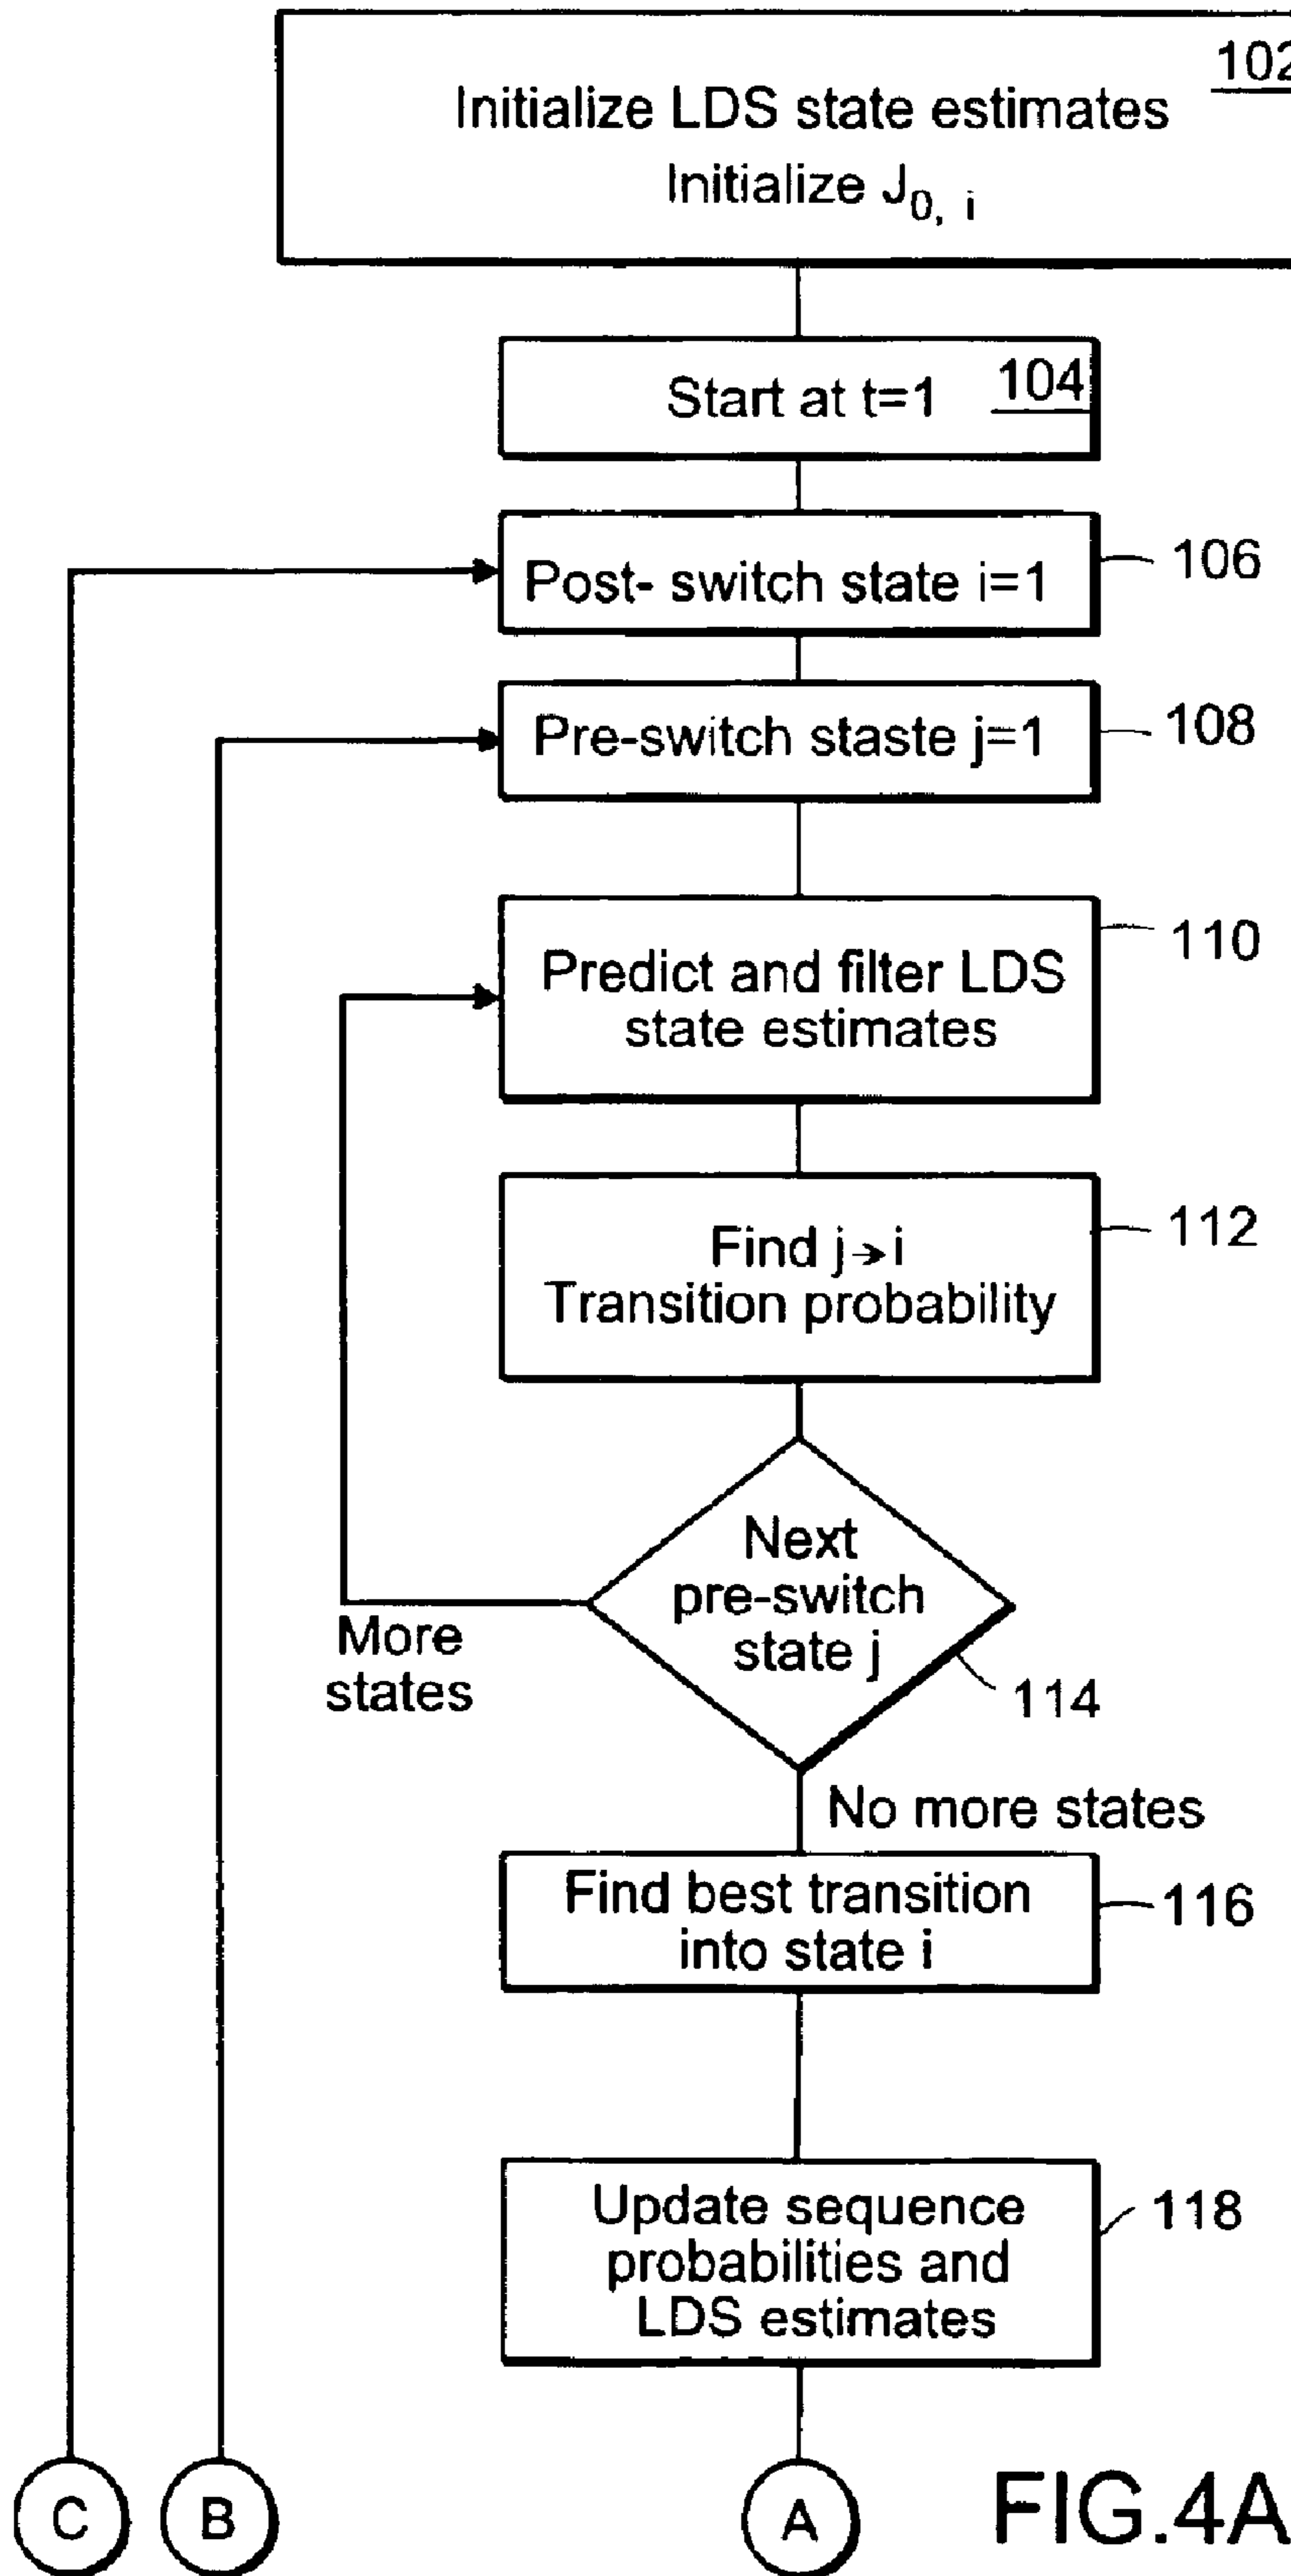 102
Initialize LDS state estimates
Initialize J0, i
Start at t=1
104
Post- switch state i=1
106
Pre-switch staste j=1
108
Predict and filter LDS
state estimates
110
Find j→i
Transition probability
112
Next
pre-switch
state j
114
More
states
No more states
Find best transition
into state i
116
Update sequence
probabilities and
LDS estimates
118
C
B
A
FIG.4A